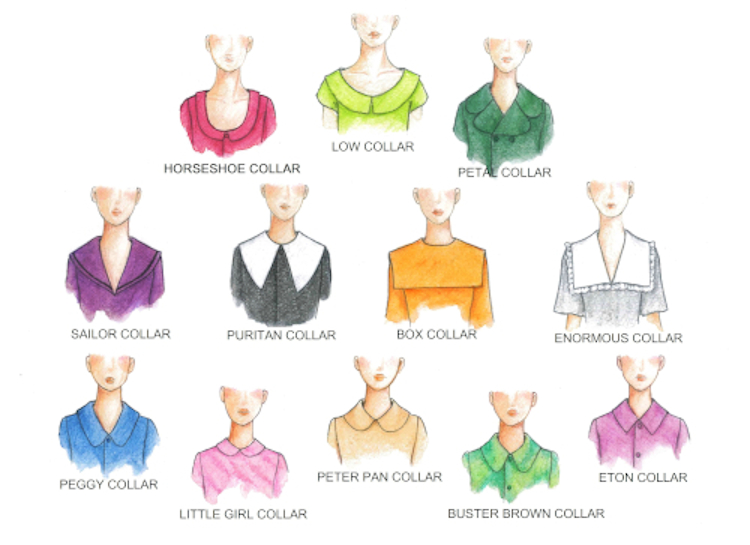 HORSESHOE COLLAR
LOW COLLAR
PETAL COLLAR
SAILOR COLLAR
PURITAN COLLAR
BOX COLLAR
ENORMOUS COLLAR
PEGGY COLLAR
LITTLE GIRL COLLAR
PETER PAN COLLAR
BUSTER BROWN COLLAR
ETON COLLAR